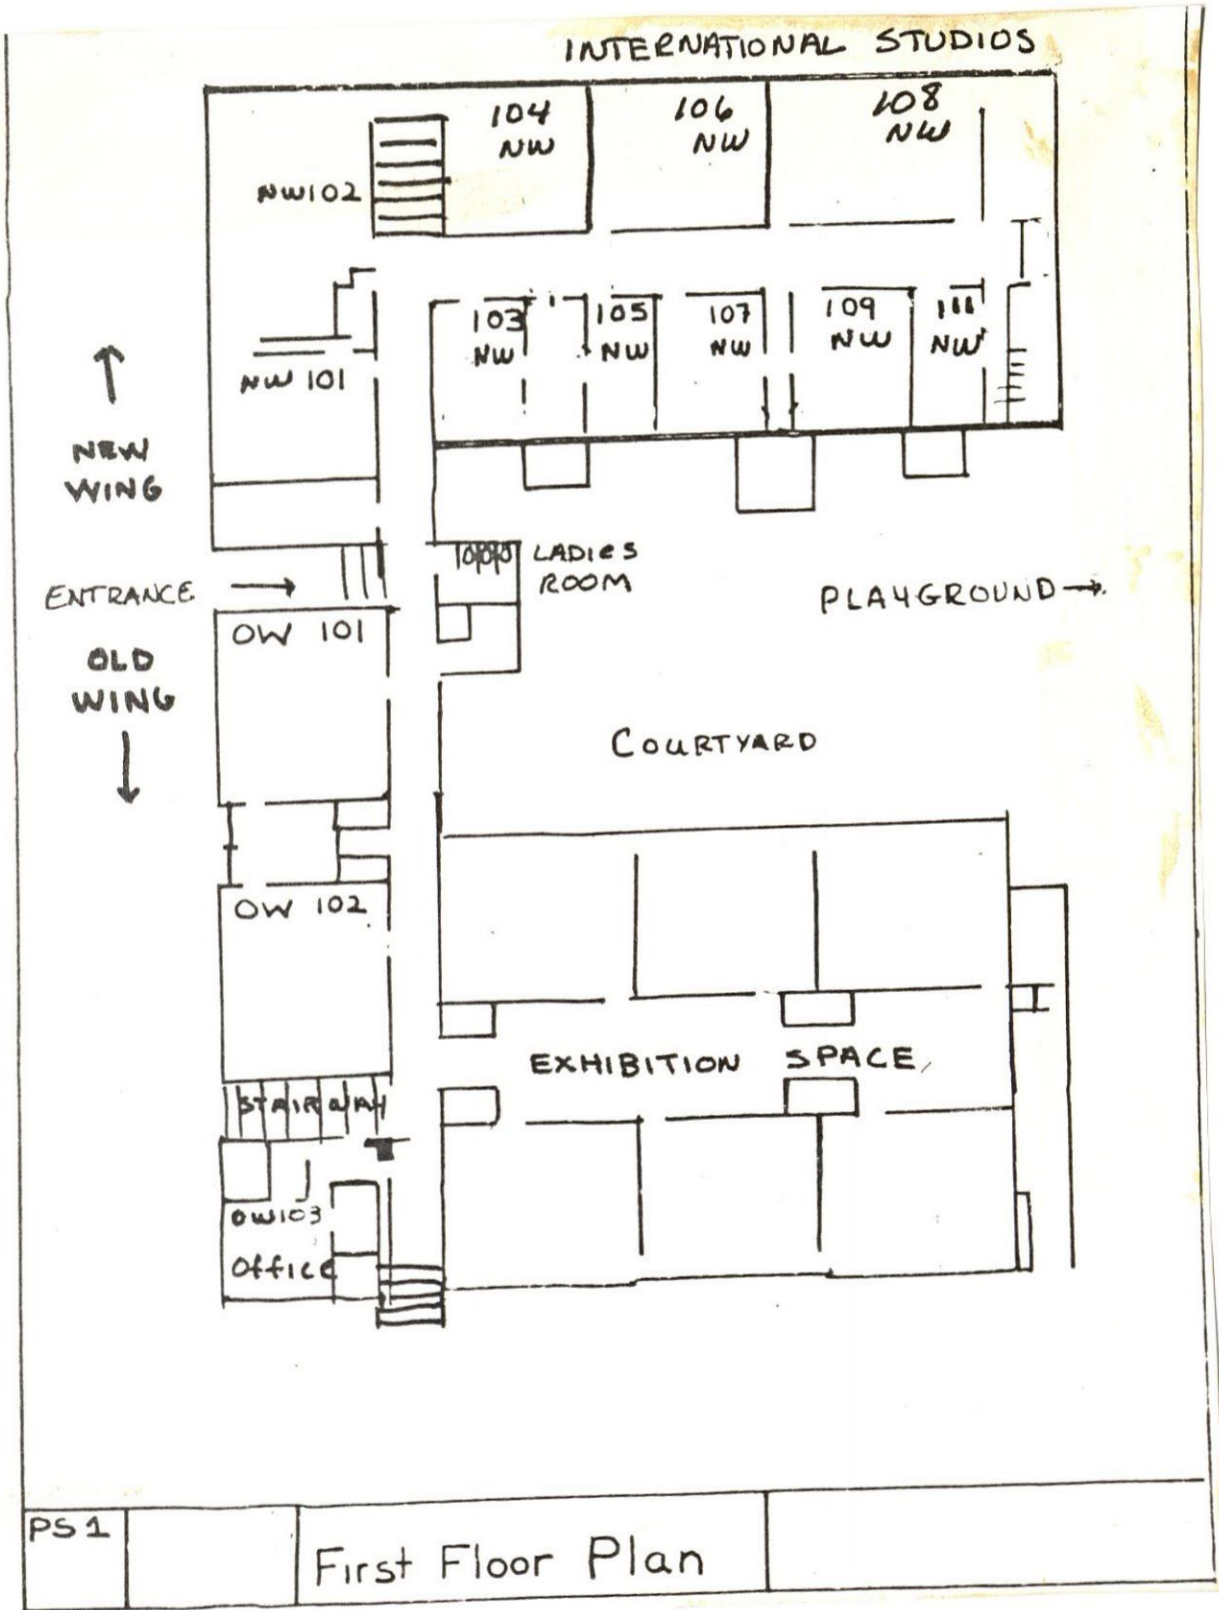 INTERNATIONAL STUDIOS
104
NW
106
NW
108
NW
NW102
103
NW
105
NW
107
NW
109
NW
111
NW
NW 101
NEW
WING
LADIES
ROOM
ENTRANCE →
PLAYGROUND →
OW 101
OLD
WING
COURTYARD
OW 102
EXHIBITION SPACE
STAIRWAY
OW103
Office
PS1
First Floor Plan